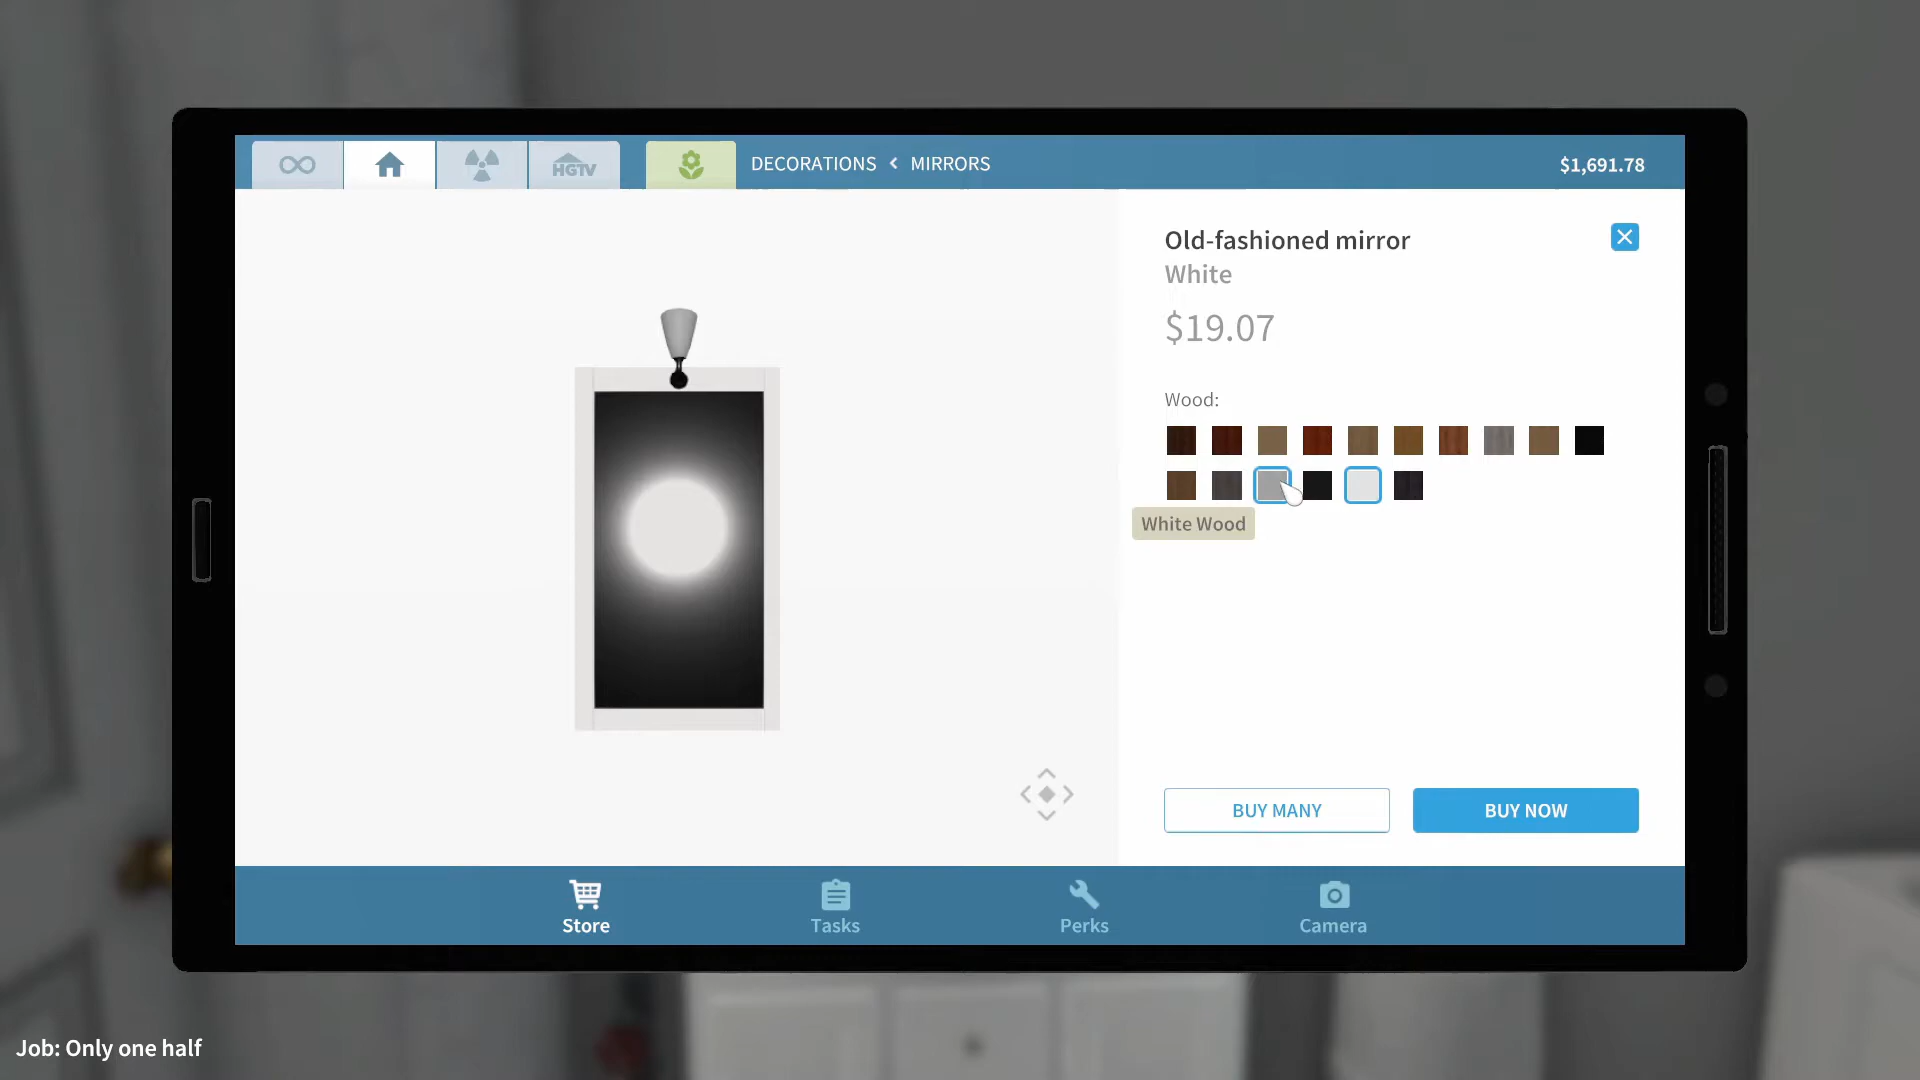 HGTV
DECORATIONS < MIRRORS
$1,691.78
Old-fashioned mirror
White
$19.07
Wood:
White Wood
BUY MANY
BUY NOW
Store
Tasks
Perks
Camera
Job: Only one half